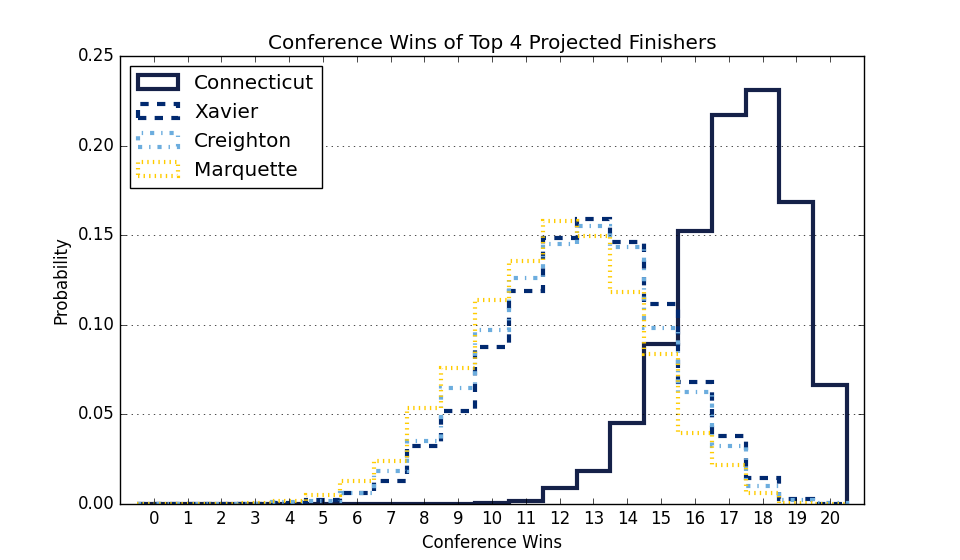 Conference Wins of Top 4 Projected Finishers
Connecticut
Xavier
Creighton
Marquette
Probability
0.25
0.20
0.15
0.10
0.05
0.00
0 1 2 3 4 5 6 7 8 9 10 11 12 13 14 15 16 17 18 19 20
Conference Wins